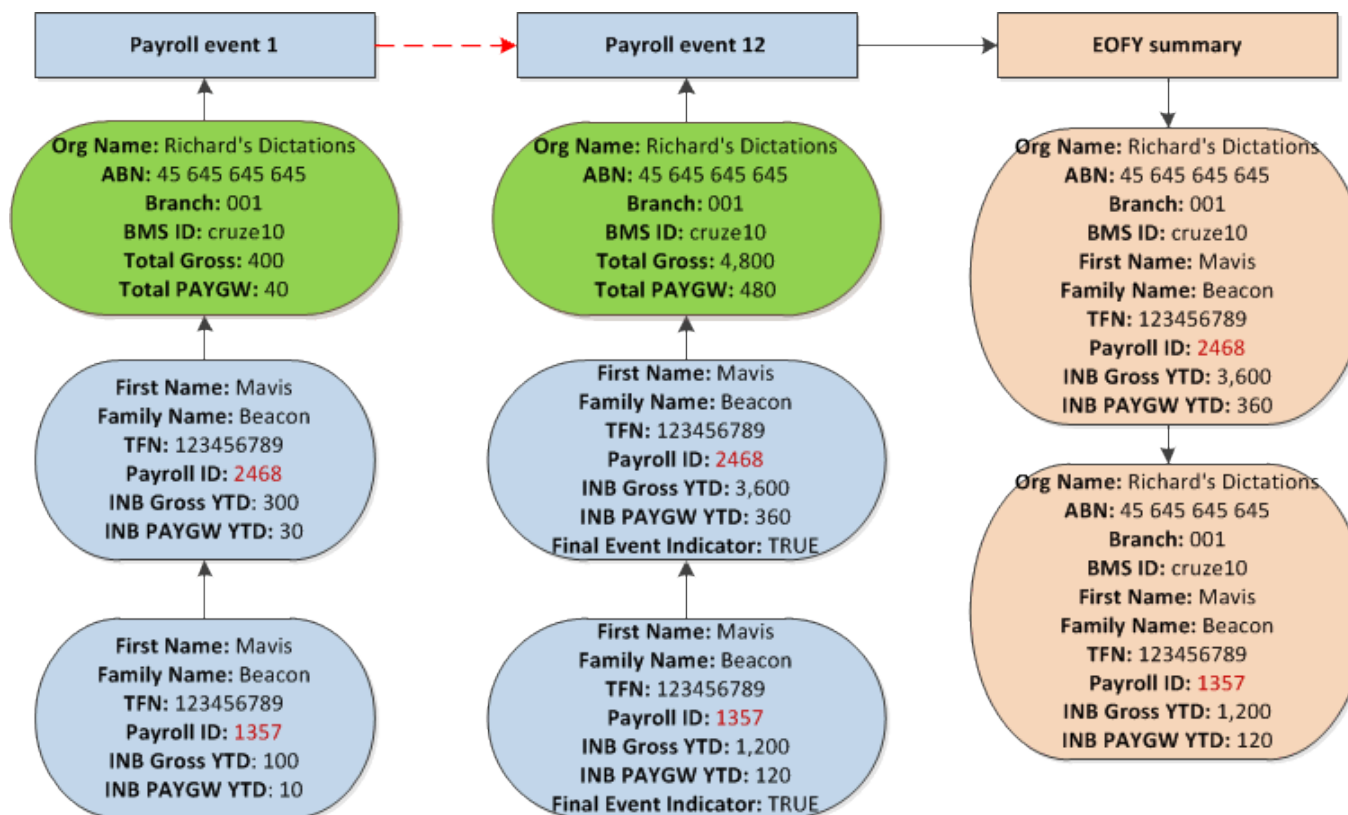 Payroll event 1
Org Name: Richard's Dictations
ABN: 45 645 645 645
Branch: 001
BMS ID: cruze10
Total Gross: 400
Total PAYGW: 40
First Name: Mavis
Family Name: Beacon
TFN: 123456789
Payroll ID: 2468
INB Gross YTD: 300
INB PAYGW YTD: 30
First Name: Mavis
Family Name: Beacon
TFN: 123456789
Payroll ID: 1357
INB Gross YTD: 100
INB PAYGW YTD: 10
Payroll event 12
Org Name: Richard's Dictations
ABN: 45 645 645 645
Branch: 001
BMS ID: cruze10
Total Gross: 4,800
Total PAYGW: 480
First Name: Mavis
Family Name: Beacon
TFN: 123456789
Payroll ID: 2468
INB Gross YTD: 3,600
INB PAYGW YTD: 360
Final Event Indicator: TRUE
First Name: Mavis
Family Name: Beacon
TFN: 123456789
Payroll ID: 1357
INB Gross YTD: 1,200
INB PAYGW YTD: 120
Final Event Indicator: TRUE
EOFY summary
Org Name: Richard's Dictations
ABN: 45 645 645 645
Branch: 001
BMS ID: cruze10
First Name: Mavis
Family Name: Beacon
TFN: 123456789
Payroll ID: 2468
INB Gross YTD: 3,600
INB PAYGW YTD: 360
Org Name: Richard's Dictations
ABN: 45 645 645 645
Branch: 001
BMS ID: cruze10
First Name: Mavis
Family Name: Beacon
TFN: 123456789
Payroll ID: 1357
INB Gross YTD: 1,200
INB PAYGW YTD: 120